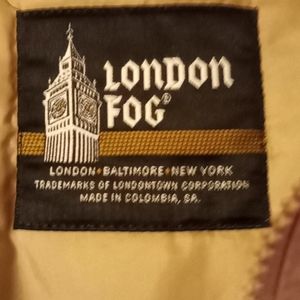 LONDON
FOG®
LONDON • BALTIMORE • NEW YORK
TRADEMARKS OF LONDONTOWN CORPORATION
MADE IN COLOMBIA, SA.